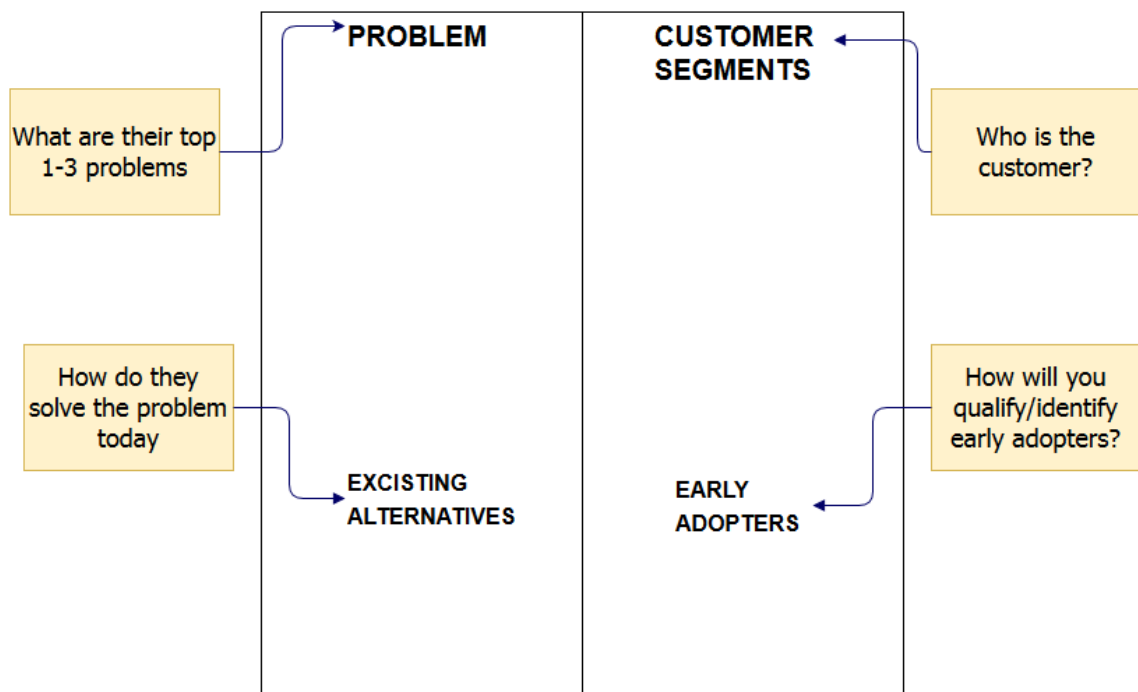 PROBLEM
CUSTOMER
SEGMENTS
What are their top
1-3 problems
Who is the
customer?
How do they
solve the problem
today
How will you
qualify/identify
early adopters?
EXCISTING
ALTERNATIVES
EARLY
ADOPTERS